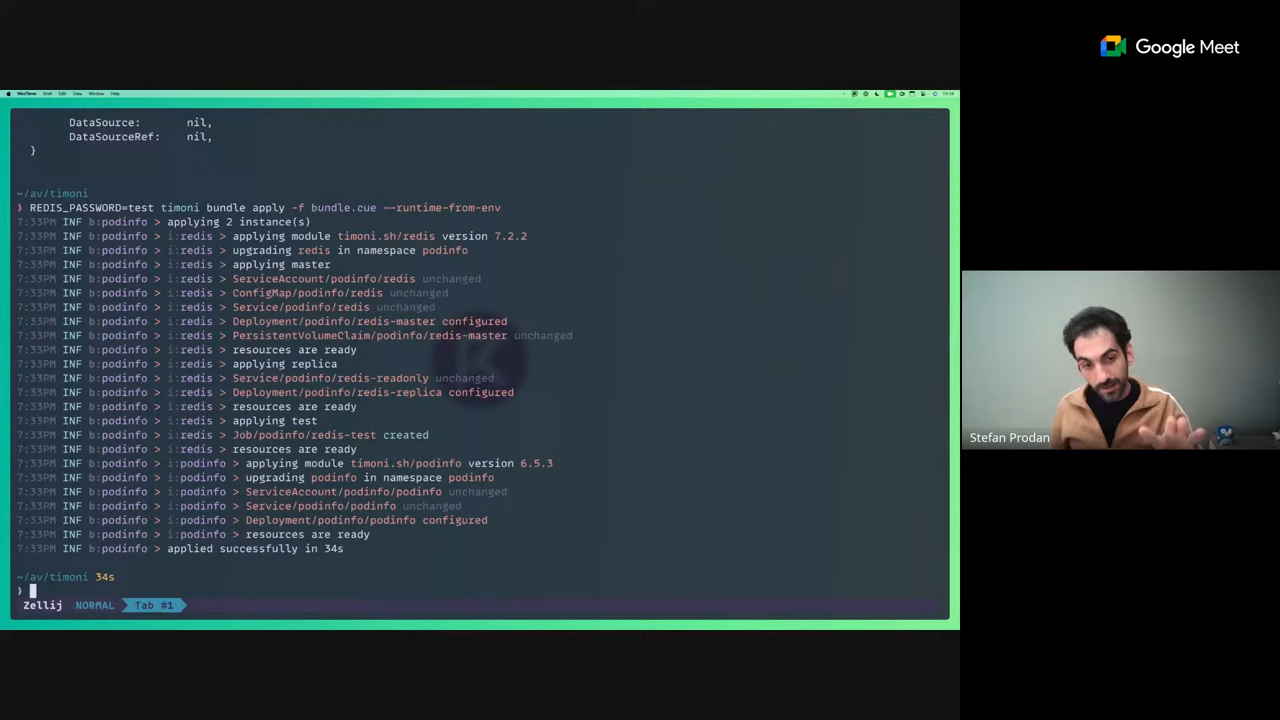 Google Meet
WezTerm Shell Edit View Window Help
DataSource: nil,
DataSourceRef: nil,
}
~/av/timoni
❯ REDIS_PASSWORD=test timoni bundle apply -f bundle.cue --runtime-from-env
7:33PM INF b:podinfo > applying 2 instance(s)
7:33PM INF b:podinfo > i:redis > applying module timoni.sh/redis version 7.2.2
7:33PM INF b:podinfo > i:redis > upgrading redis in namespace podinfo
7:33PM INF b:podinfo > i:redis > applying master
7:33PM INF b:podinfo > i:redis > ServiceAccount/podinfo/redis unchanged
7:33PM INF b:podinfo > i:redis > ConfigMap/podinfo/redis unchanged
7:33PM INF b:podinfo > i:redis > Service/podinfo/redis unchanged
7:33PM INF b:podinfo > i:redis > Deployment/podinfo/redis-master configured
7:33PM INF b:podinfo > i:redis > PersistentVolumeClaim/podinfo/redis-master unchanged
7:33PM INF b:podinfo > i:redis > resources are ready
7:33PM INF b:podinfo > i:redis > applying replica
7:33PM INF b:podinfo > i:redis > Service/podinfo/redis-readonly unchanged
7:33PM INF b:podinfo > i:redis > Deployment/podinfo/redis-replica configured
7:33PM INF b:podinfo > i:redis > resources are ready
7:33PM INF b:podinfo > i:redis > applying test
7:33PM INF b:podinfo > i:redis > Job/podinfo/redis-test created
7:33PM INF b:podinfo > i:redis > resources are ready
7:33PM INF b:podinfo > i:podinfo > applying module timoni.sh/podinfo version 6.5.3
7:33PM INF b:podinfo > i:podinfo > upgrading podinfo in namespace podinfo
7:33PM INF b:podinfo > i:podinfo > ServiceAccount/podinfo/podinfo unchanged
7:33PM INF b:podinfo > i:podinfo > Service/podinfo/podinfo unchanged
7:33PM INF b:podinfo > i:podinfo > Deployment/podinfo/podinfo configured
7:33PM INF b:podinfo > i:podinfo > resources are ready
7:33PM INF b:podinfo > applied successfully in 34s
~/av/timoni 34s
❯
Zellij NORMAL Tab #1
Stefan Prodan